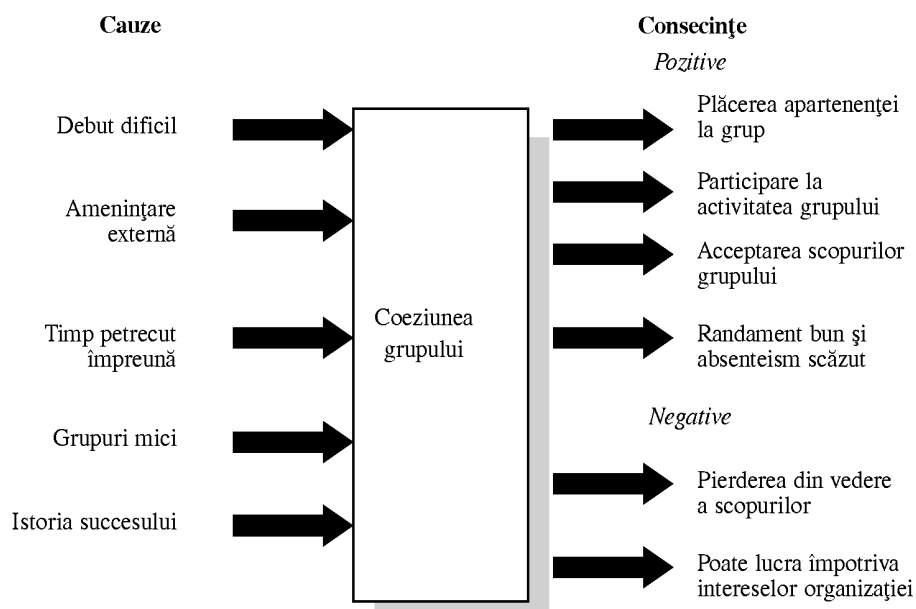 Cauze
Debut dificil
Ameninţare
externă
Timp petrecut
împreună
Grupuri mici
Istoria succesului
Coeziunea
grupului
Consecinţe
Pozitive
Plăcerea apartenenţei
la grup
Participare la
activitatea grupului
Acceptarea scopurilor
grupului
Randament bun şi
absenteism scăzut
Negative
Pierderea din vedere
a scopurilor
Poate lucra împotriva
intereselor organizaţiei